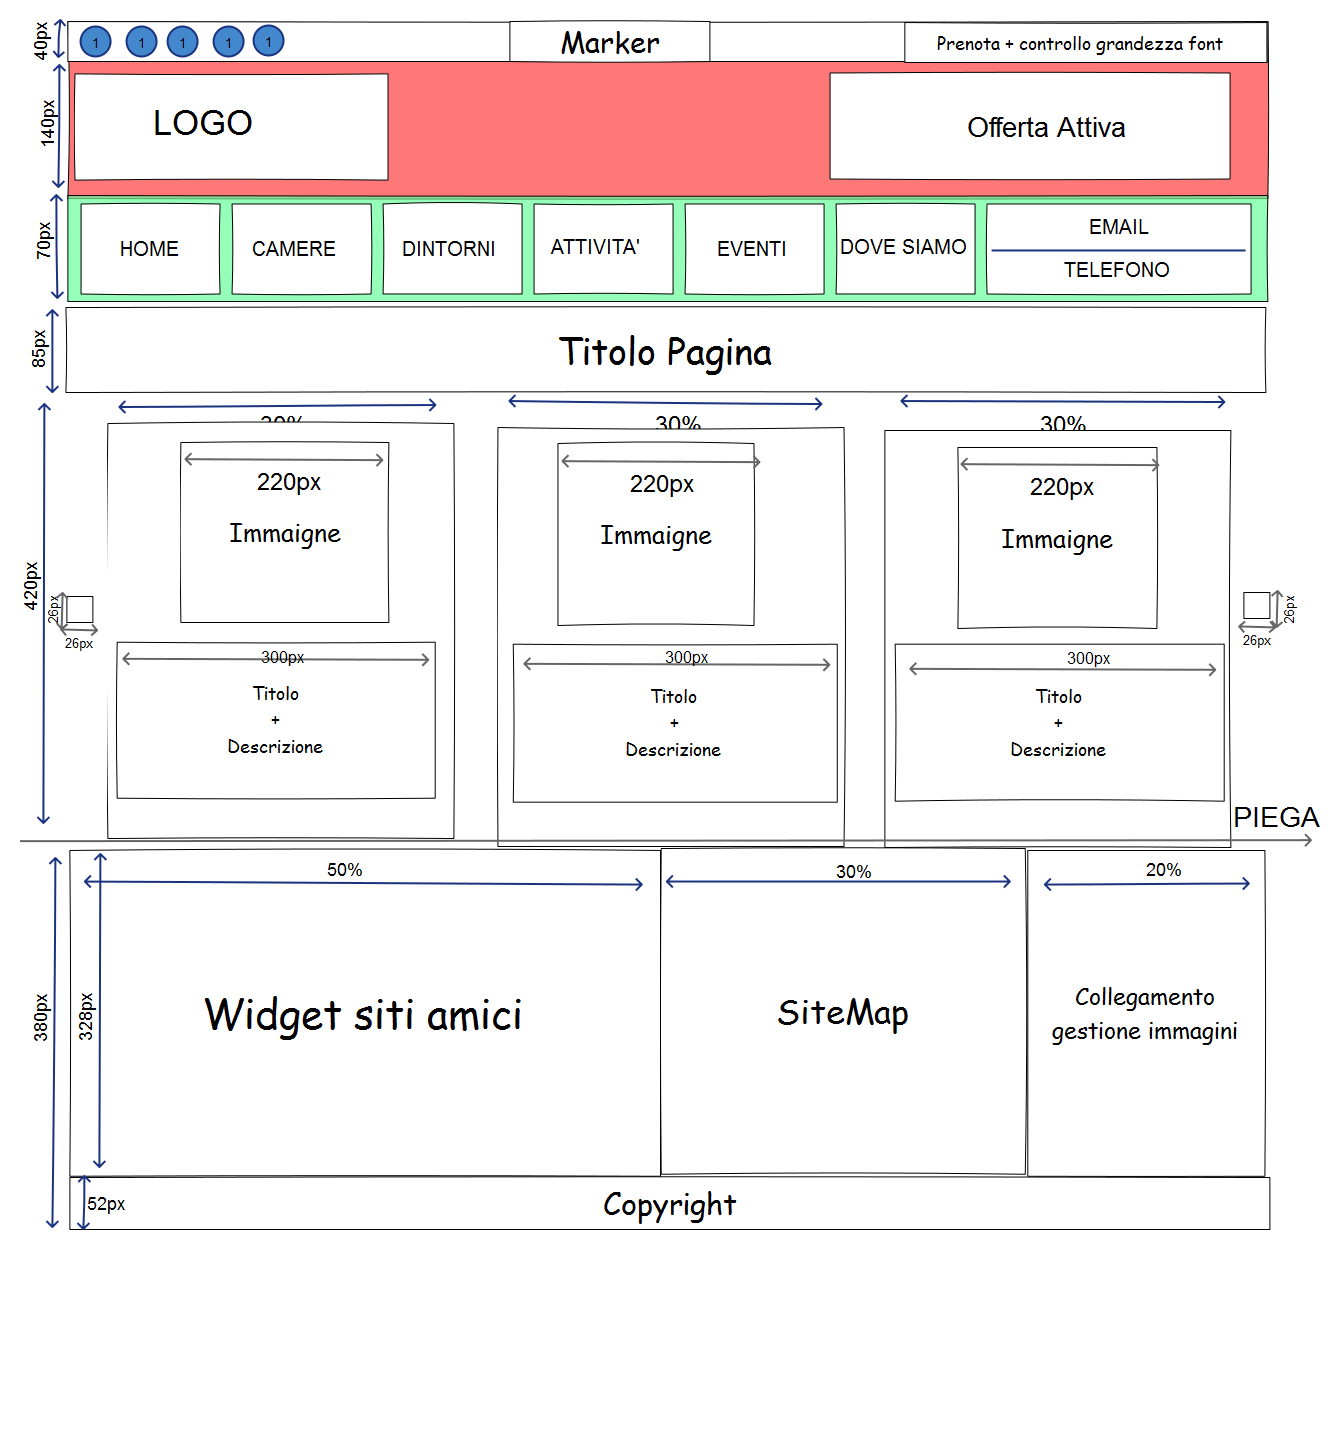 40px
1 1 1 1 1
Marker
Prenota + controllo grandezza font
140px
LOGO
Offerta Attiva
70px
HOME
CAMERE
DINTORNI
ATTIVITA'
EVENTI
DOVE SIAMO
EMAIL
TELEFONO
85px
Titolo Pagina
30%
30%
30%
420px
220px
Immaigne
220px
Immaigne
220px
Immaigne
26px
26px
26px
26px
300px
Titolo
+
Descrizione
300px
Titolo
+
Descrizione
300px
Titolo
+
Descrizione
PIEGA
380px
328px
50%
Widget siti amici
30%
SiteMap
20%
Collegamento
gestione immagini
52px
Copyright